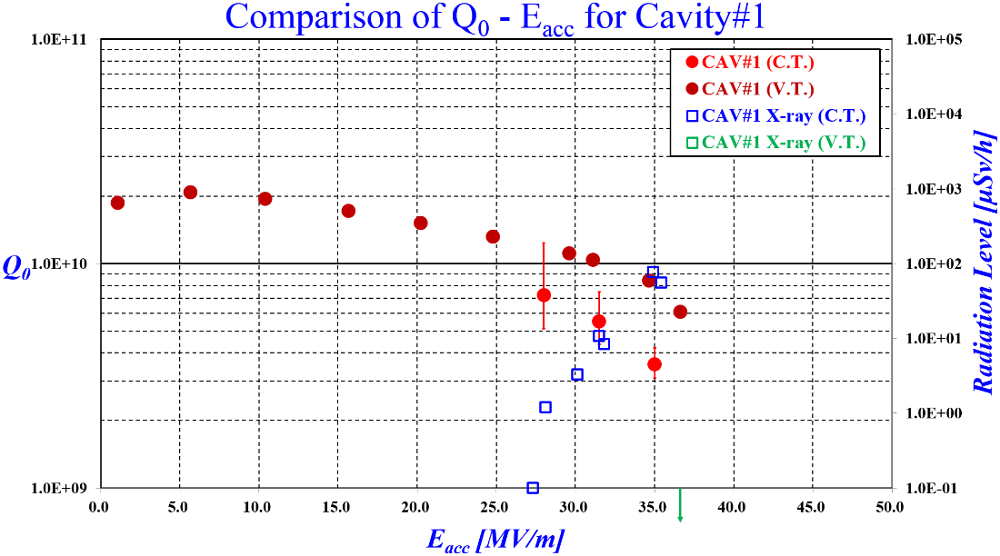 Comparison of Q0 - Eacc for Cavity#1
1.0E+11
1.0E+10
1.0E+09
Q0
CAV#1 (C.T.)
CAV#1 (V.T.)
CAV#1 X-ray (C.T.)
CAV#1 X-ray (V.T.)
1.0E+05
1.0E+04
1.0E+03
1.0E+02
1.0E+01
1.0E+00
1.0E-01
Radiation Level [μSv/h]
0.0 5.0 10.0 15.0 20.0 25.0 30.0 35.0 40.0 45.0 50.0
Eacc [MV/m]